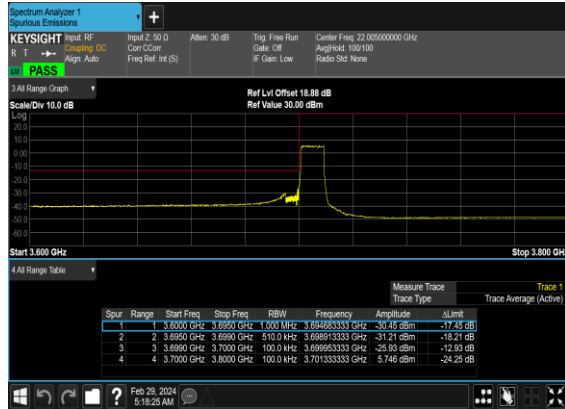 Spectrum Analyzer 1
Spurious Emissions
+
KEYSIGHT Input: RF Input Z: 50 Ω Atten: 30 dB Trig: Free Run Center Freq: 22.005000000 GHz
R T Coupling: DC Corr CCorr Gate: Off Avg|Hold: 100/100
Align: Auto Freq Ref: Int (S) IF Gain: Low Radio Std: None
PASS
3 All Range Graph
Ref Lvl Offset 18.88 dB
Scale/Div 10.0 dB Ref Value 30.00 dBm
Log
20.0
10.0
0.00
-10.0
-20.0
-30.0
-40.0
-50.0
-60.0
Start 3.600 GHz Stop 3.800 GHz
4 All Range Table
Measure Trace Trace 1
Trace Type Trace Average (Active)
Spur Range Start Freq Stop Freq RBW Frequency Amplitude ΔLimit
1 1 3.6000 GHz 3.6950 GHz 1.000 MHz 3.694683333 GHz -30.45 dBm -17.45 dB
2 2 3.6950 GHz 3.6990 GHz 510.0 kHz 3.698913333 GHz -31.21 dBm -18.21 dB
3 3 3.6990 GHz 3.7000 GHz 100.0 kHz 3.699953333 GHz -25.93 dBm -12.93 dB
4 4 3.7000 GHz 3.8000 GHz 100.0 kHz 3.701333333 GHz 5.746 dBm -24.25 dB
? Feb 29, 2024
5:18:25 AM